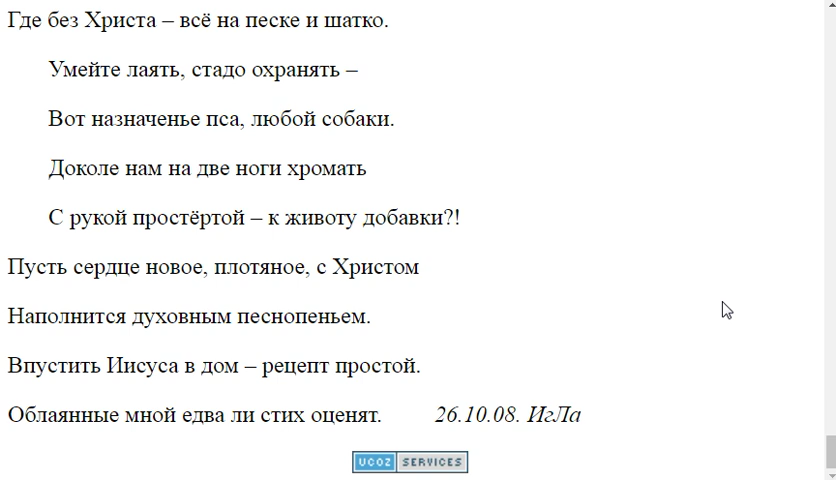 Где без Христа – всё на песке и шатко.
Умейте лаять, стадо охранять –
Вот назначенье пса, любой собаки.
Доколе нам на две ноги хромать
С рукой простёртой – к животу добавки?!
Пусть сердце новое, плотяное, с Христом
Наполнится духовным песнопеньем.
Впустить Иисуса в дом – рецепт простой.
Облаянные мной едва ли стих оценят. 26.10.08. ИгЛа
UCOZ SERVICES